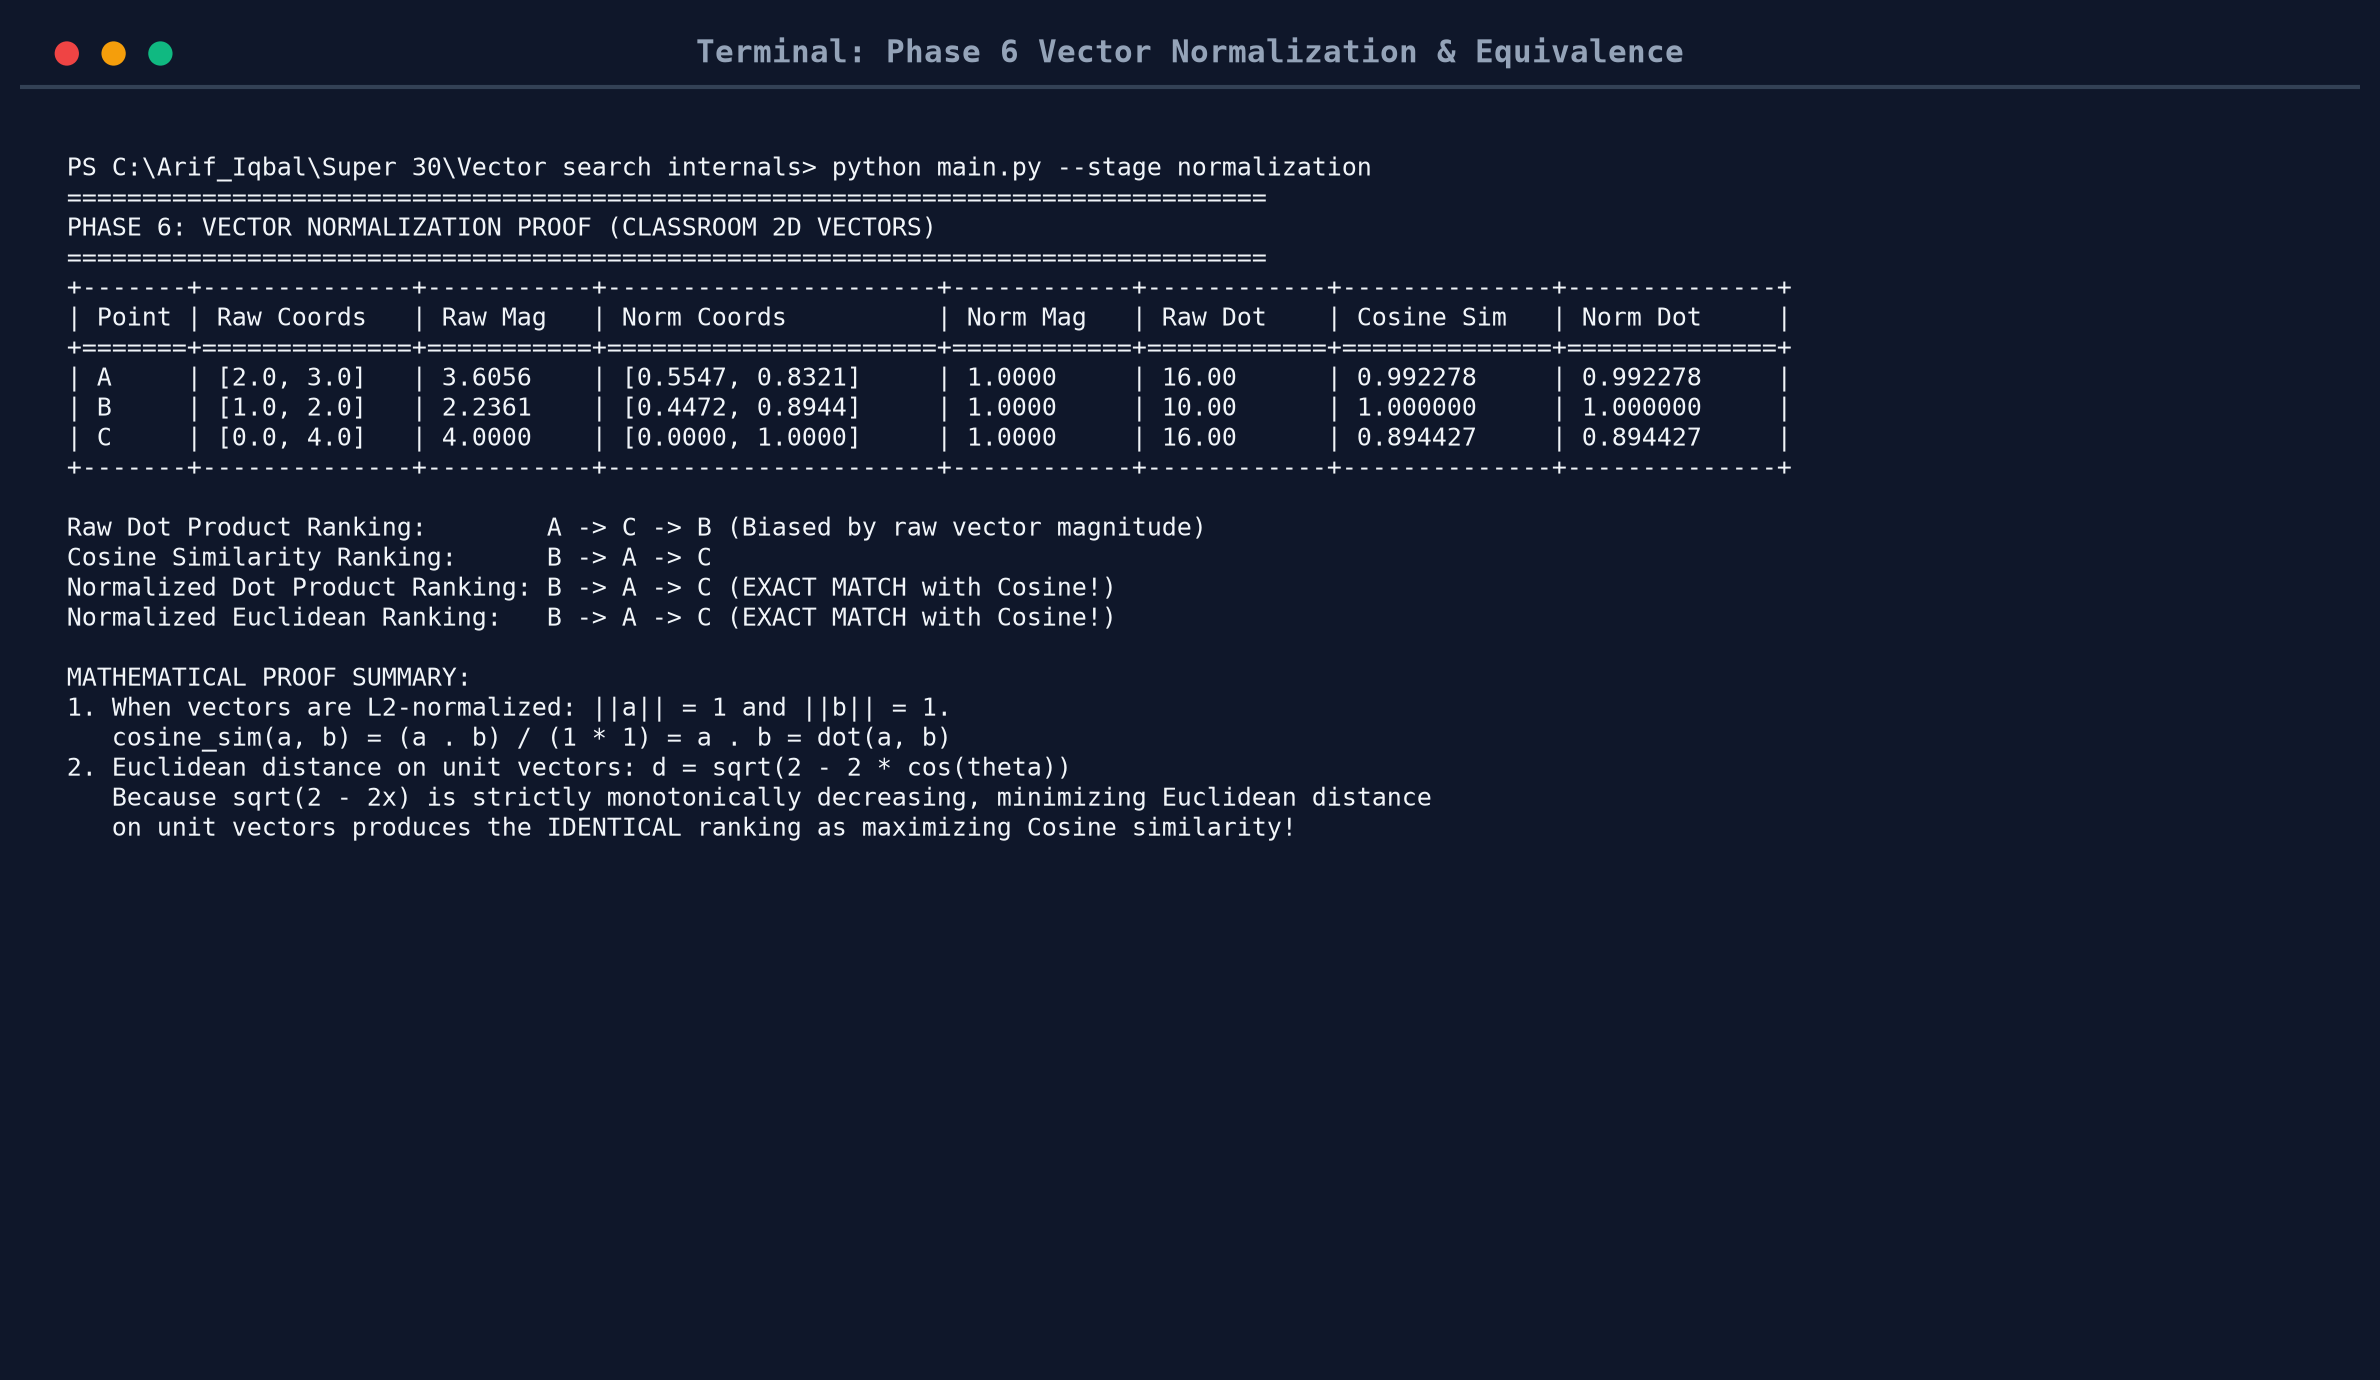 Terminal: Phase 6 Vector Normalization & Equivalence
PS C:\Arif_Iqbal\Super 30\Vector search internals> python main.py --stage normalization
================================================================================
PHASE 6: VECTOR NORMALIZATION PROOF (CLASSROOM 2D VECTORS)
================================================================================
+-------+--------------+-----------+----------------------+------------+------------+--------------+--------------+
| Point | Raw Coords   | Raw Mag   | Norm Coords          | Norm Mag   | Raw Dot    | Cosine Sim   | Norm Dot     |
+=======+==============+===========+======================+============+============+==============+==============+
| A     | [2.0, 3.0]   | 3.6056    | [0.5547, 0.8321]     | 1.0000     | 16.00      | 0.992278     | 0.992278     |
| B     | [1.0, 2.0]   | 2.2361    | [0.4472, 0.8944]     | 1.0000     | 10.00      | 1.000000     | 1.000000     |
| C     | [0.0, 4.0]   | 4.0000    | [0.0000, 1.0000]     | 1.0000     | 16.00      | 0.894427     | 0.894427     |
+-------+--------------+-----------+----------------------+------------+------------+--------------+--------------+
Raw Dot Product Ranking:        A -> C -> B (Biased by raw vector magnitude)
Cosine Similarity Ranking:      B -> A -> C
Normalized Dot Product Ranking: B -> A -> C (EXACT MATCH with Cosine!)
Normalized Euclidean Ranking:   B -> A -> C (EXACT MATCH with Cosine!)
MATHEMATICAL PROOF SUMMARY:
1. When vectors are L2-normalized: ||a|| = 1 and ||b|| = 1.
   cosine_sim(a, b) = (a . b) / (1 * 1) = a . b = dot(a, b)
2. Euclidean distance on unit vectors: d = sqrt(2 - 2 * cos(theta))
   Because sqrt(2 - 2x) is strictly monotonically decreasing, minimizing Euclidean distance
   on unit vectors produces the IDENTICAL ranking as maximizing Cosine similarity!